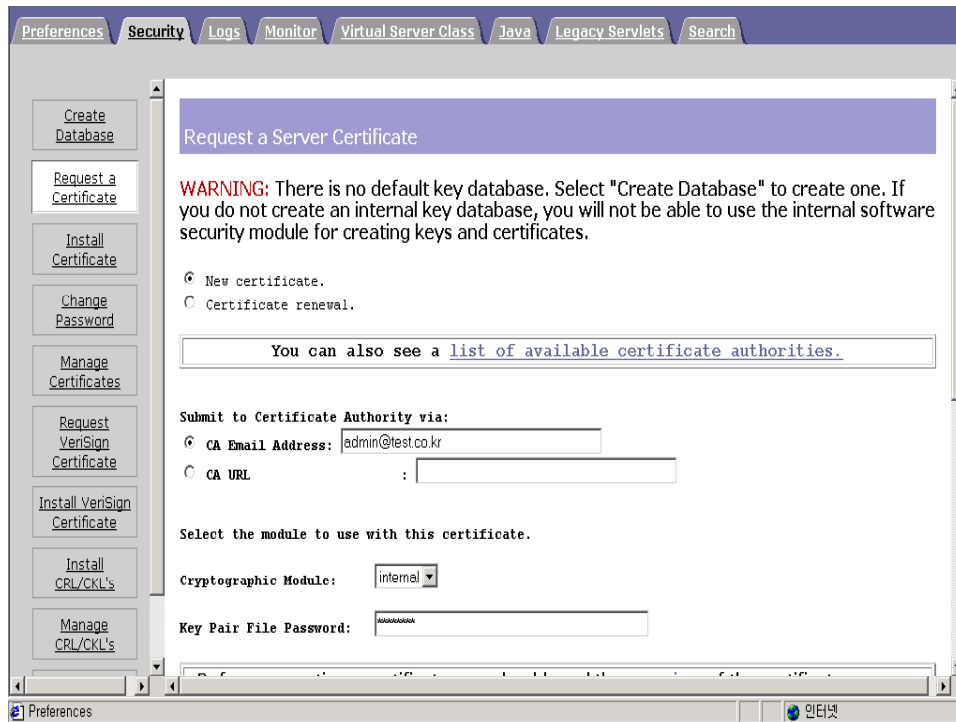 Preferences Security Logs Monitor Virtual Server Class Java Legacy Servlets Search
Create
Database
Request a
Certificate
Install
Certificate
Change
Password
Manage
Certificates
Request
VeriSign
Certificate
Install VeriSign
Certificate
Install
CRL/CKL's
Manage
CRL/CKL's
Request a Server Certificate
WARNING: There is no default key database. Select "Create Database" to create one. If
you do not create an internal key database, you will not be able to use the internal software
security module for creating keys and certificates.
New certificate.
Certificate renewal.
You can also see a list of available certificate authorities.
Submit to Certificate Authority via:
CA Email Address: admin@test.co.kr
CA URL :
Select the module to use with this certificate.
Cryptographic Module: internal
Key Pair File Password: ********
Preferences
인터넷